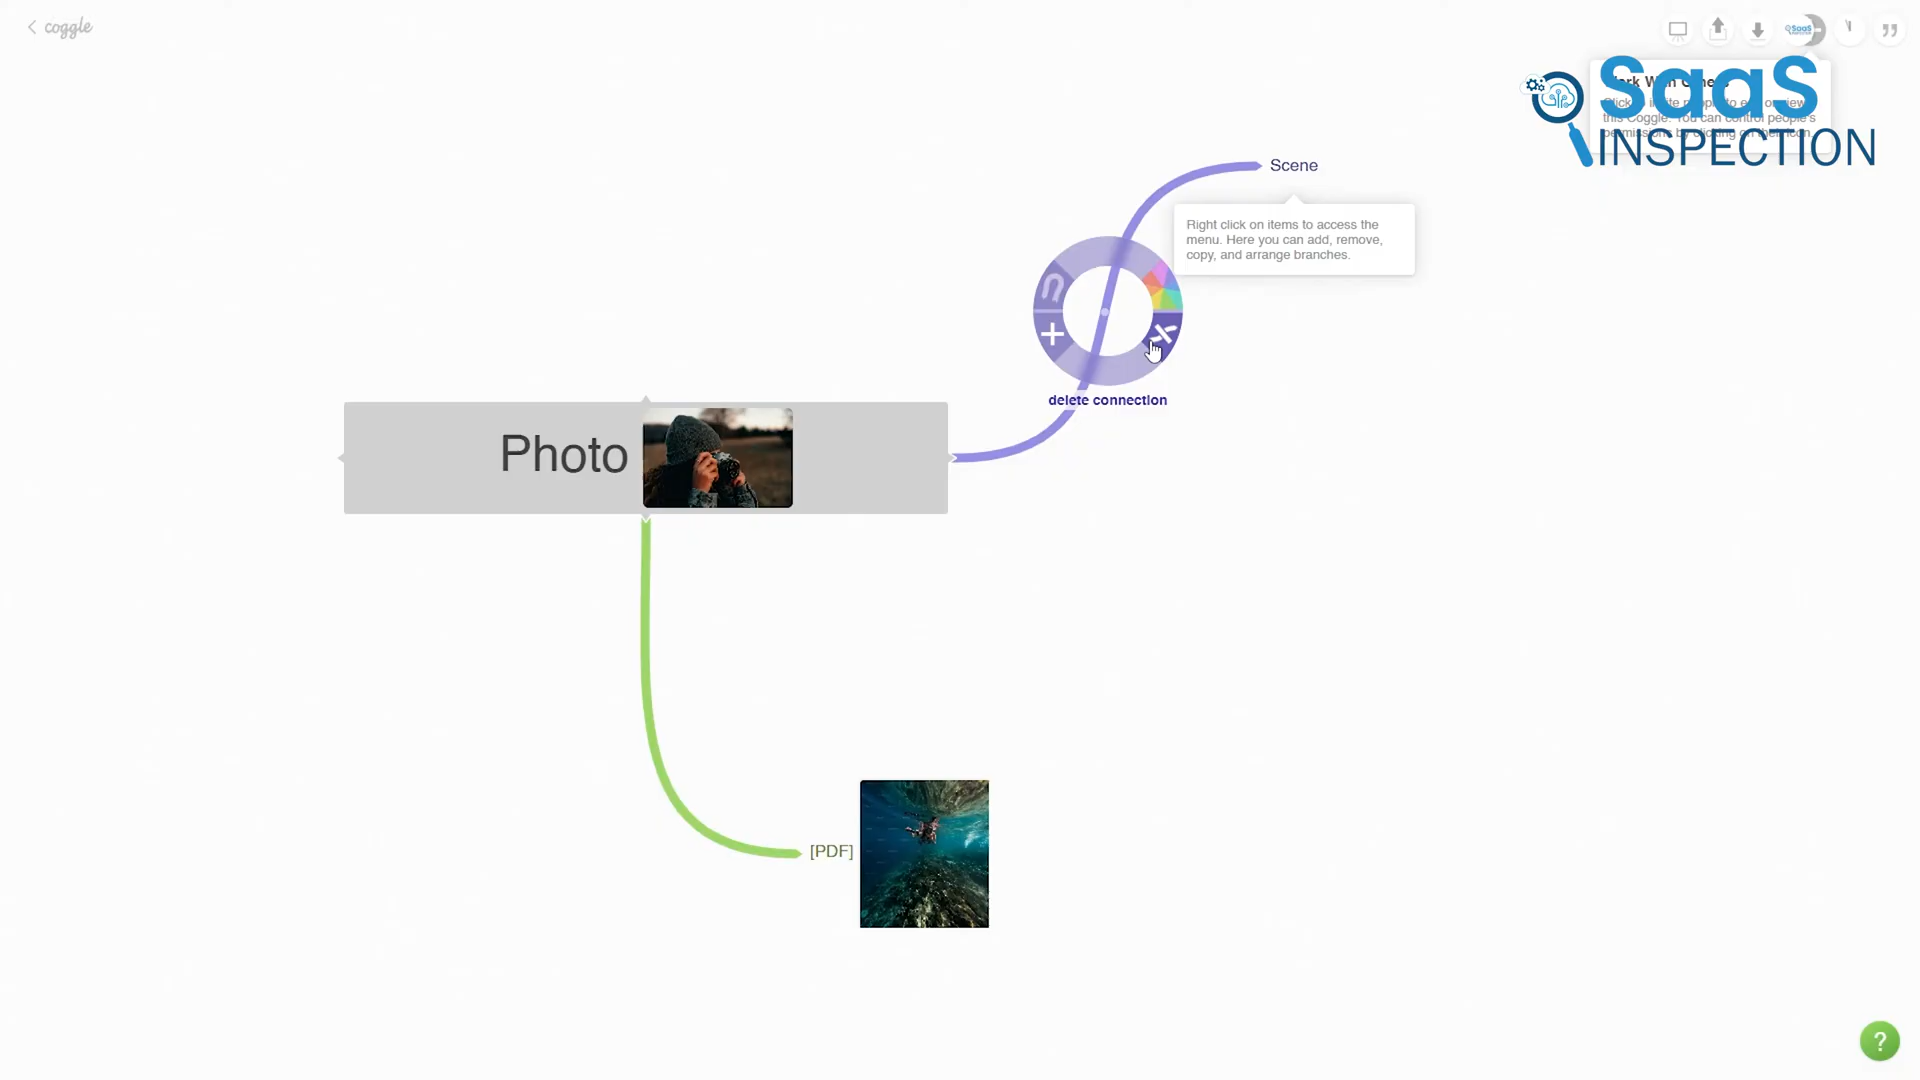 coggle
SaaS
INSPECTION
Scene
Right click on items to access the
menu. Here you can add, remove,
copy, and arrange branches.
delete connection
Photo
[PDF]
?